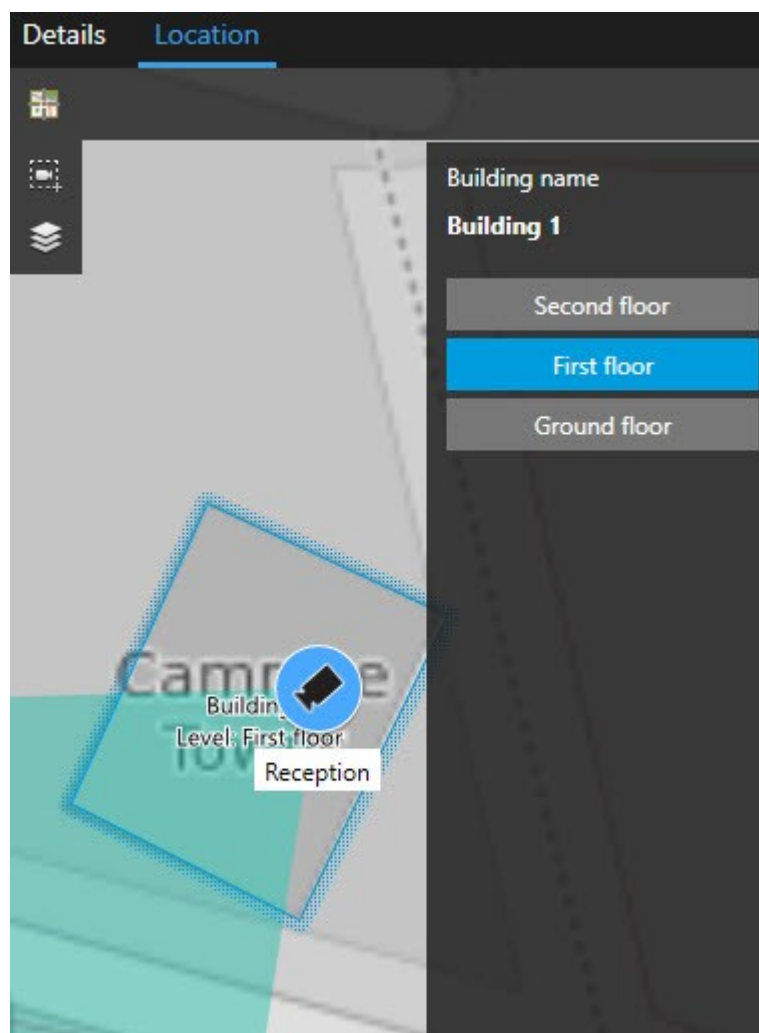 Details Location
Building name
Building 1
Second floor
First floor
Ground floor
Level: First floor
Reception